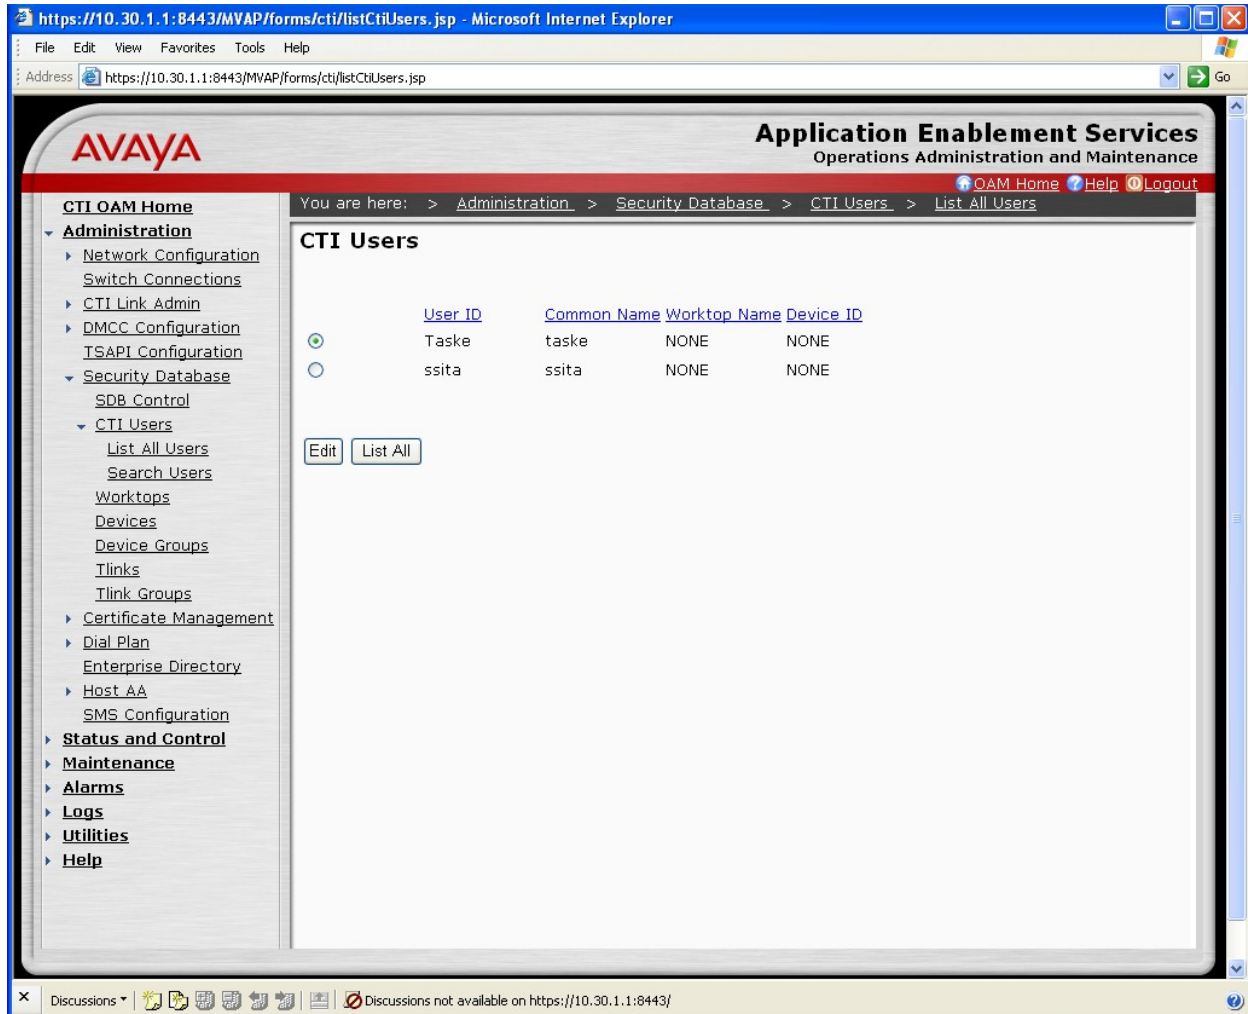 https://10.30.1.1:8443/MVAP/forms/cti/listCtiUsers.jsp - Microsoft Internet Explorer
File Edit View Favorites Tools Help
Address https://10.30.1.1:8443/MVAP/forms/cti/listCtiUsers.jsp Go
AVAYA
Application Enablement Services
Operations Administration and Maintenance
OAM Home Help Logout
You are here: > Administration > Security Database > CTI Users > List All Users
CTI OAM Home
Administration
Network Configuration
Switch Connections
CTI Link Admin
DMCC Configuration
TSAPI Configuration
Security Database
SDB Control
CTI Users
List All Users
Search Users
Worktops
Devices
Device Groups
Tlinks
Tlink Groups
Certificate Management
Dial Plan
Enterprise Directory
Host AA
SMS Configuration
Status and Control
Maintenance
Alarms
Logs
Utilities
Help
CTI Users
User ID Common Name Worktop Name Device ID
Taske taske NONE NONE
ssita ssita NONE NONE
Edit List All
Discussions Discussions not available on https://10.30.1.1:8443/